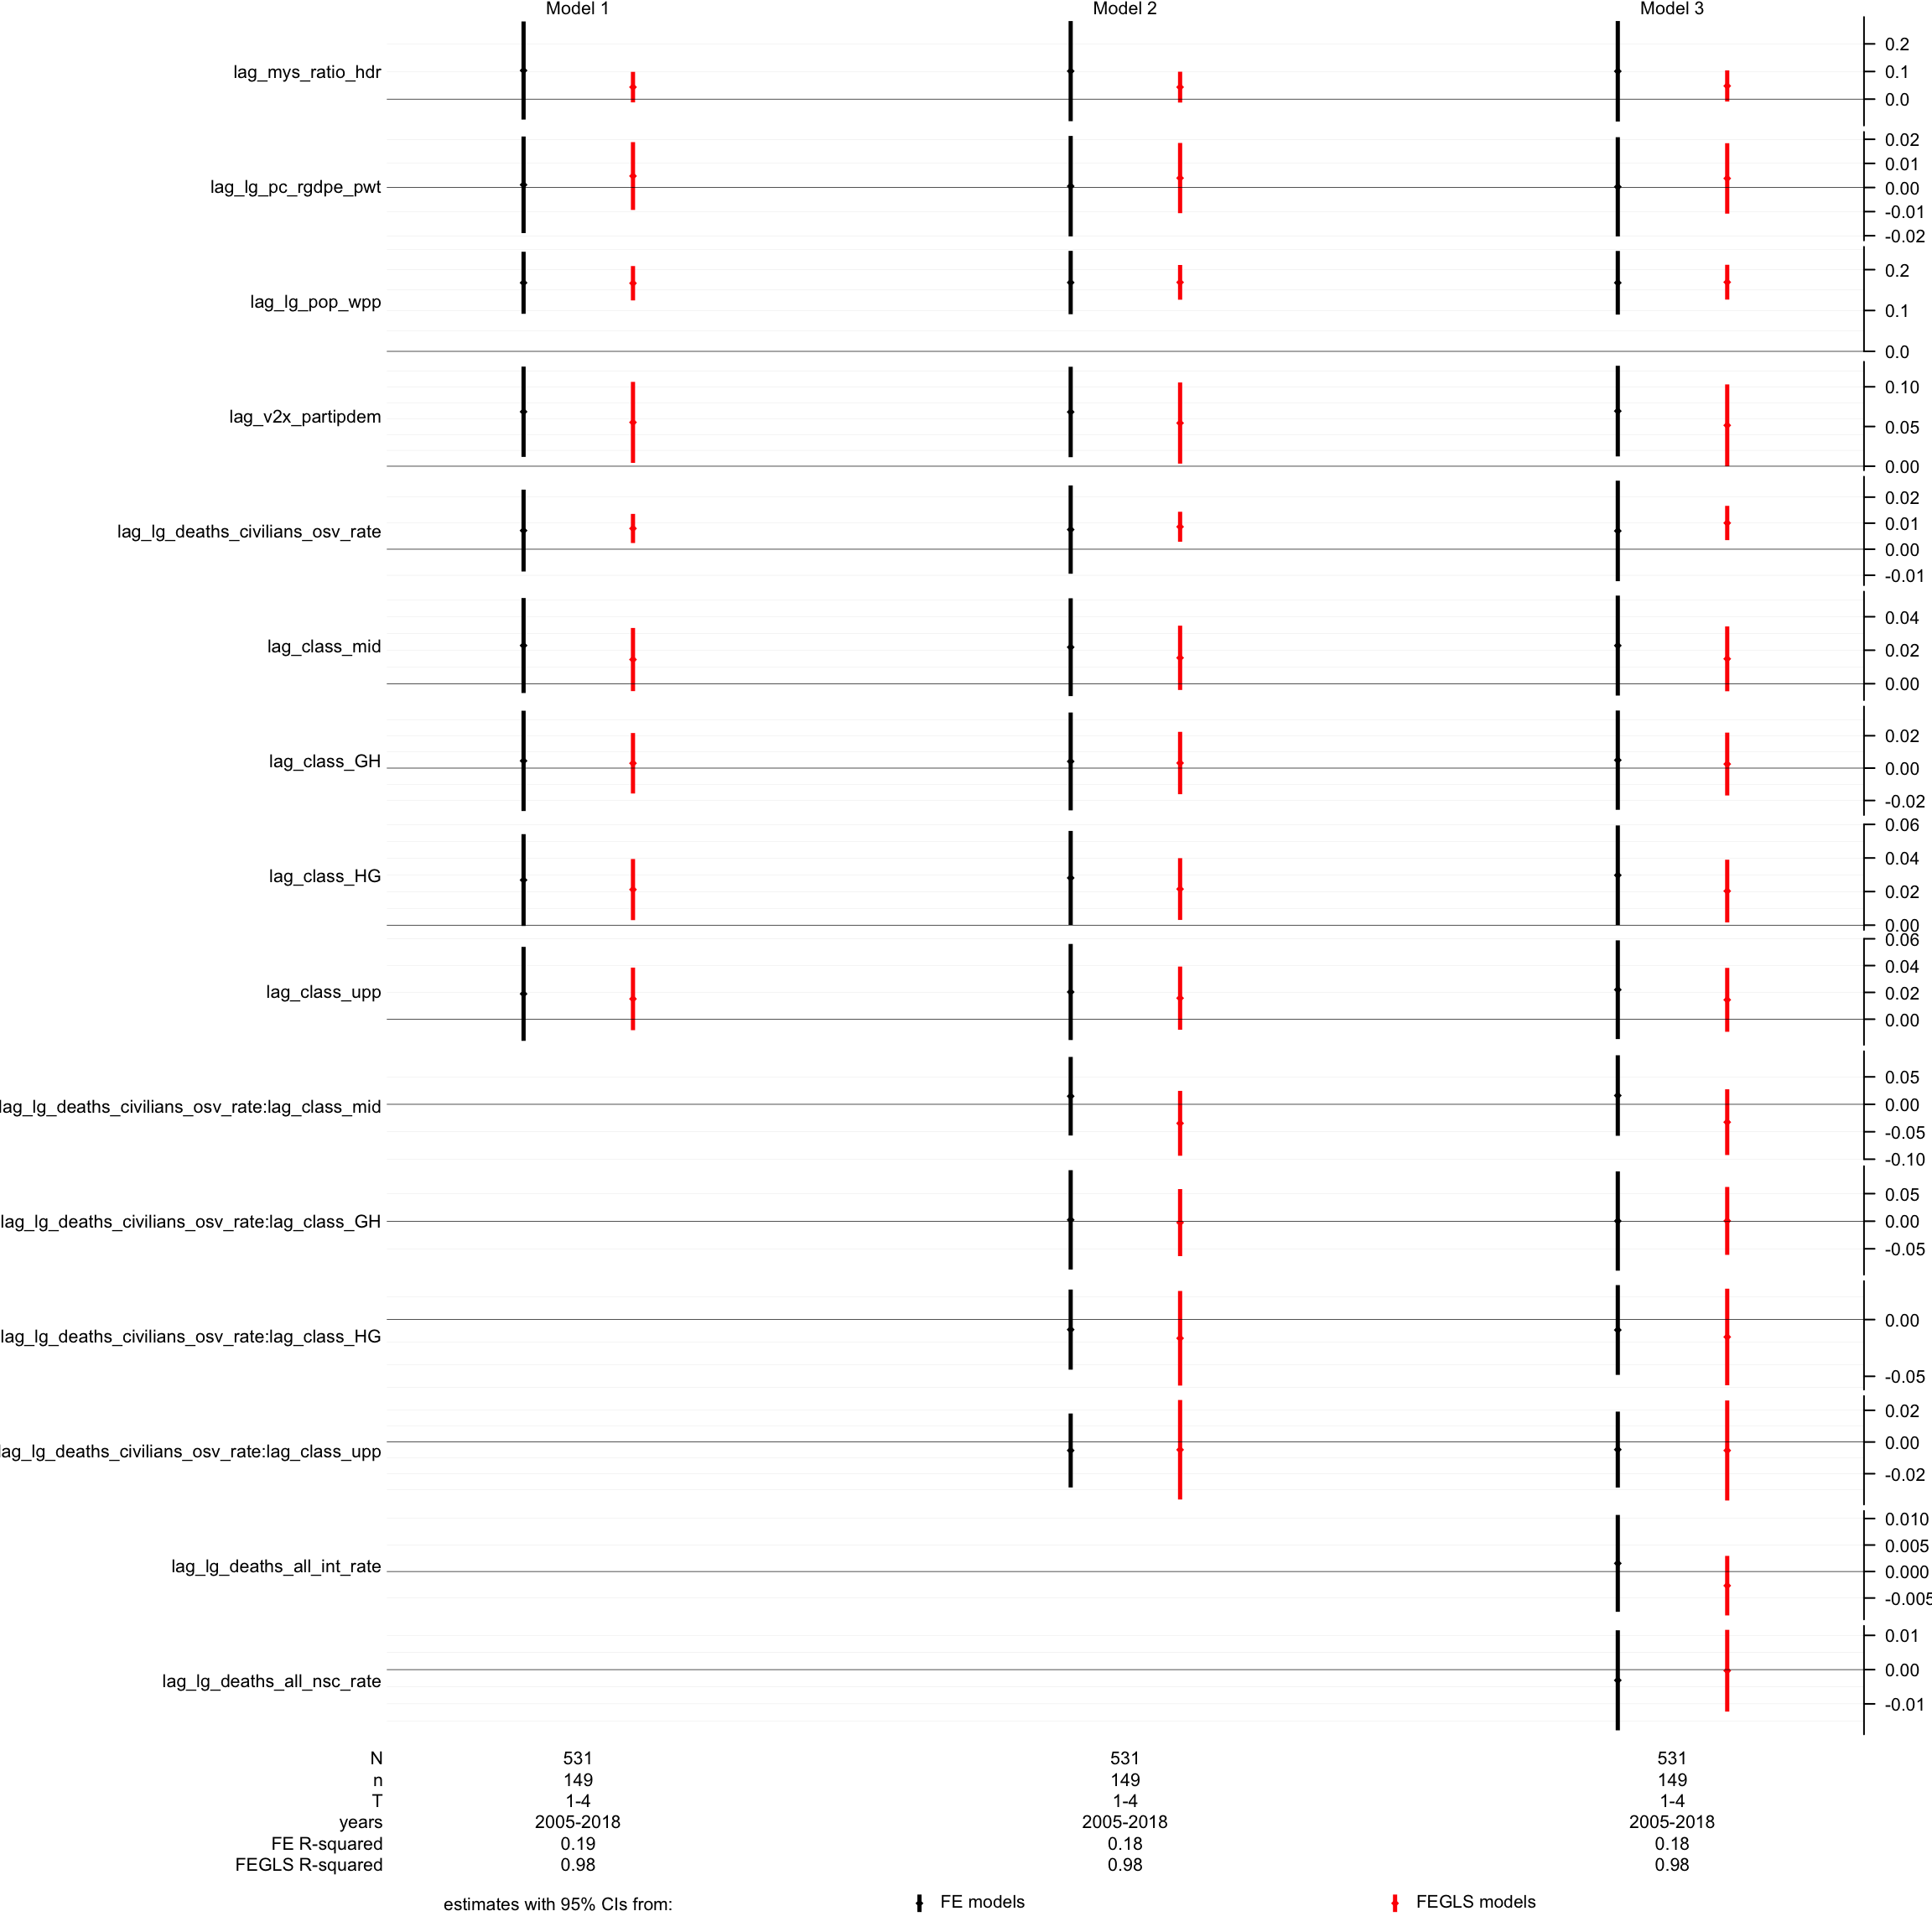 Model 1 Model 2 Model 3
lag_mys_ratio_hdr
0.2
0.1
0.0
lag_lg_pc_rgdpe_pwt
0.02
0.01
0.00
-0.01
-0.02
lag_lg_pop_wpp
0.2
0.1
0.0
lag_v2x_partipdem
0.10
0.05
0.00
lag_lg_deaths_civilians_osv_rate
0.02
0.01
0.00
-0.01
lag_class_mid
0.04
0.02
0.00
lag_class_GH
0.02
0.00
-0.02
lag_class_HG
0.06
0.04
0.02
0.00
lag_class_upp
0.06
0.04
0.02
0.00
lag_lg_deaths_civilians_osv_rate:lag_class_mid
0.05
0.00
-0.05
-0.10
lag_lg_deaths_civilians_osv_rate:lag_class_GH
0.05
0.00
-0.05
lag_lg_deaths_civilians_osv_rate:lag_class_HG
0.00
-0.05
lag_lg_deaths_civilians_osv_rate:lag_class_upp
0.02
0.00
-0.02
lag_lg_deaths_all_int_rate
0.010
0.005
0.000
-0.005
lag_lg_deaths_all_nsc_rate
0.01
0.00
-0.01
N 531 531 531
n 149 149 149
T 1-4 1-4 1-4
years 2005-2018 2005-2018 2005-2018
FE R-squared 0.19 0.18 0.18
FEGLS R-squared 0.98 0.98 0.98
estimates with 95% CIs from: FE models FEGLS models